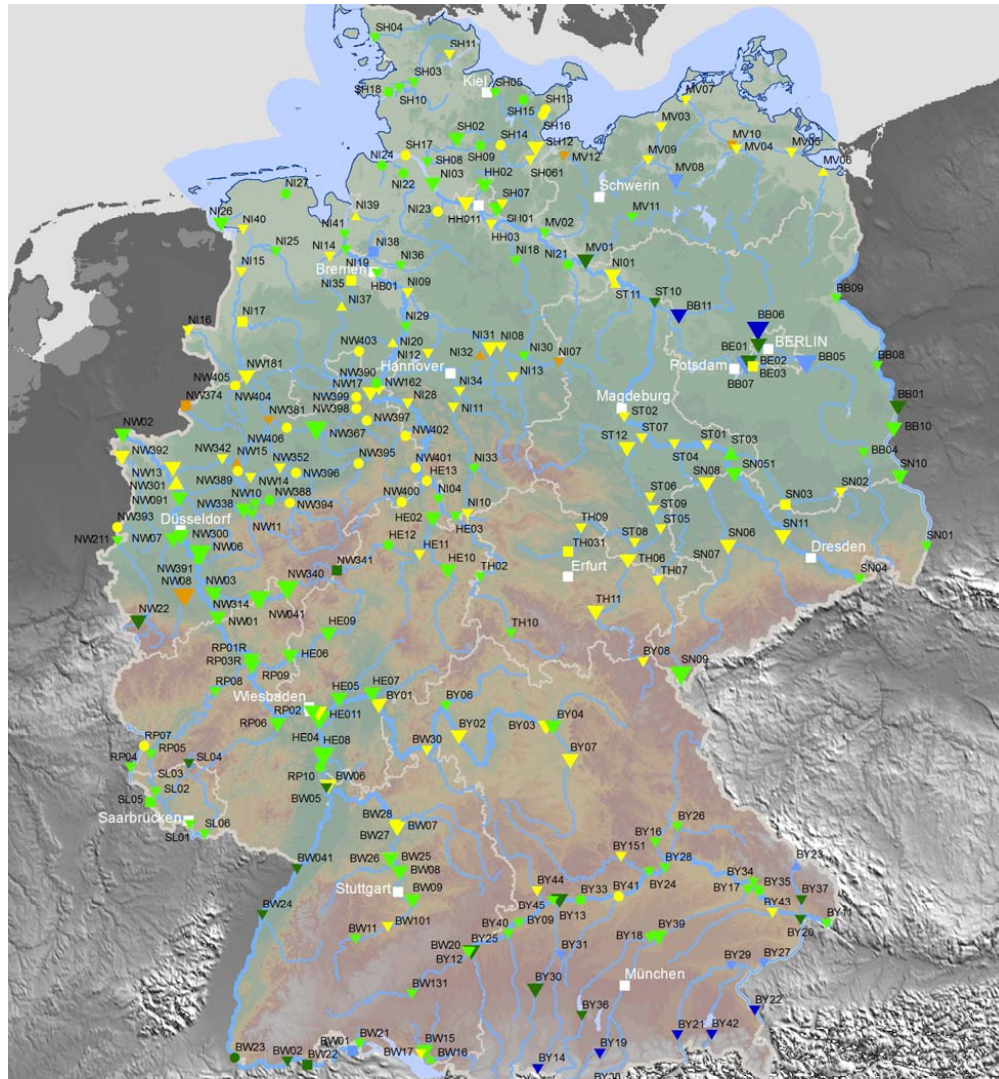 SH04
SH11
SH03
SH18
SH10
Kiel
SH05
SH15
SH13
SH16
MV07
MV03
SH02
SH14
SH12
SH17
SH08
SH09
SH061
MV12
MV09
MV10
MV04
MV05
MV08
MV06
NI24
NI22
NI03
HH02
SH07
Schwerin
NI27
NI39
NI23
HH011
SH01
HH03
MV02
MV11
NI26
NI40
NI41
NI25
NI14
NI38
NI19
NI36
Bremen
HB01
NI18
NI21
MV01
NI15
NI35
NI09
NI01
ST11
ST10
BB09
NI37
NI17
NI16
NI29
BB11
BB06
BERLIN
NW403
NI20
NI12
NI31
NI08
NI32
NI30
NI07
BE01
BE02
BE03
BB05
BB08
Potsdam
BB07
NW181
NW405
NW404
NW390
NW17
NW162
Hannover
NI34
NI13
NW374
NW399
NW398
NI28
NI11
Magdeburg
BB01
NW381
NW397
ST02
BB10
NW02
NW406
NW367
NW402
ST12
ST07
ST01
ST03
ST04
BB04
NW392
NW342
NW15
NW352
NW395
NW401
HE13
NI33
SN051
SN08
SN10
NW13
NW301
NW389
NW14
NW396
SN02
NW091
NW338
NW10
NW388
NW400
NI04
ST06
SN03
NW393
Düsseldorf
NW11
NW394
HE02
NI10
HE03
ST09
NW211
NW07
NW300
NW06
HE12
HE11
TH09
ST05
SN06
SN11
ST08
SN01
NW391
NW341
HE10
TH031
TH06
SN07
Dresden
NW08
NW03
NW340
TH02
Erfurt
TH07
SN04
NW22
NW314
NW041
NW01
TH11
HE09
TH10
RP01R
RP03R
HE06
BY08
SN09
RP09
RP08
Wiesbaden
HE05
HE07
RP02
BY01
BY06
HE011
RP06
BY02
BY03
BY04
RP07
RP05
HE04
HE08
BW30
BY07
RP04
SL04
SL03
RP10
BW06
SL02
BW05
SL05
Saarbrücken
SL01
SL06
BW28
BW07
BW27
BY26
BY16
BW041
BW26
BW25
BY151
BY28
BY23
BW08
BY24
Stuttgart
BY44
BY34
BY35
BY17
BW24
BW09
BY33
BY41
BY37
BY45
BY13
BY43
BW101
BY40
BY09
BY11
BY20
BW11
BY39
BY18
BW20
BY25
BY12
BY31
BY29
BY27
München
BW131
BY30
BY36
BY22
BW21
BW01
BW15
BY21
BY42
BW23
BW02
BW22
BW17
BW16
BY14
BY19
BY38